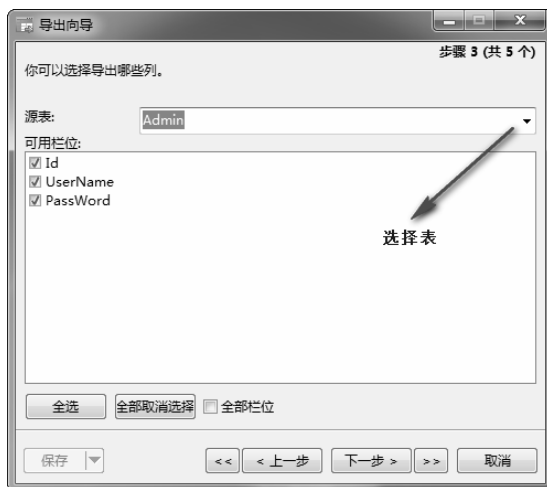 导出向导
步骤 3 (共 5 个)
你可以选择导出哪些列。
源表: Admin
可用栏位:
Id
UserName
PassWord
选择表
全选 全部取消选择 全部栏位
保存 << < 上一步 下一步 > >> 取消